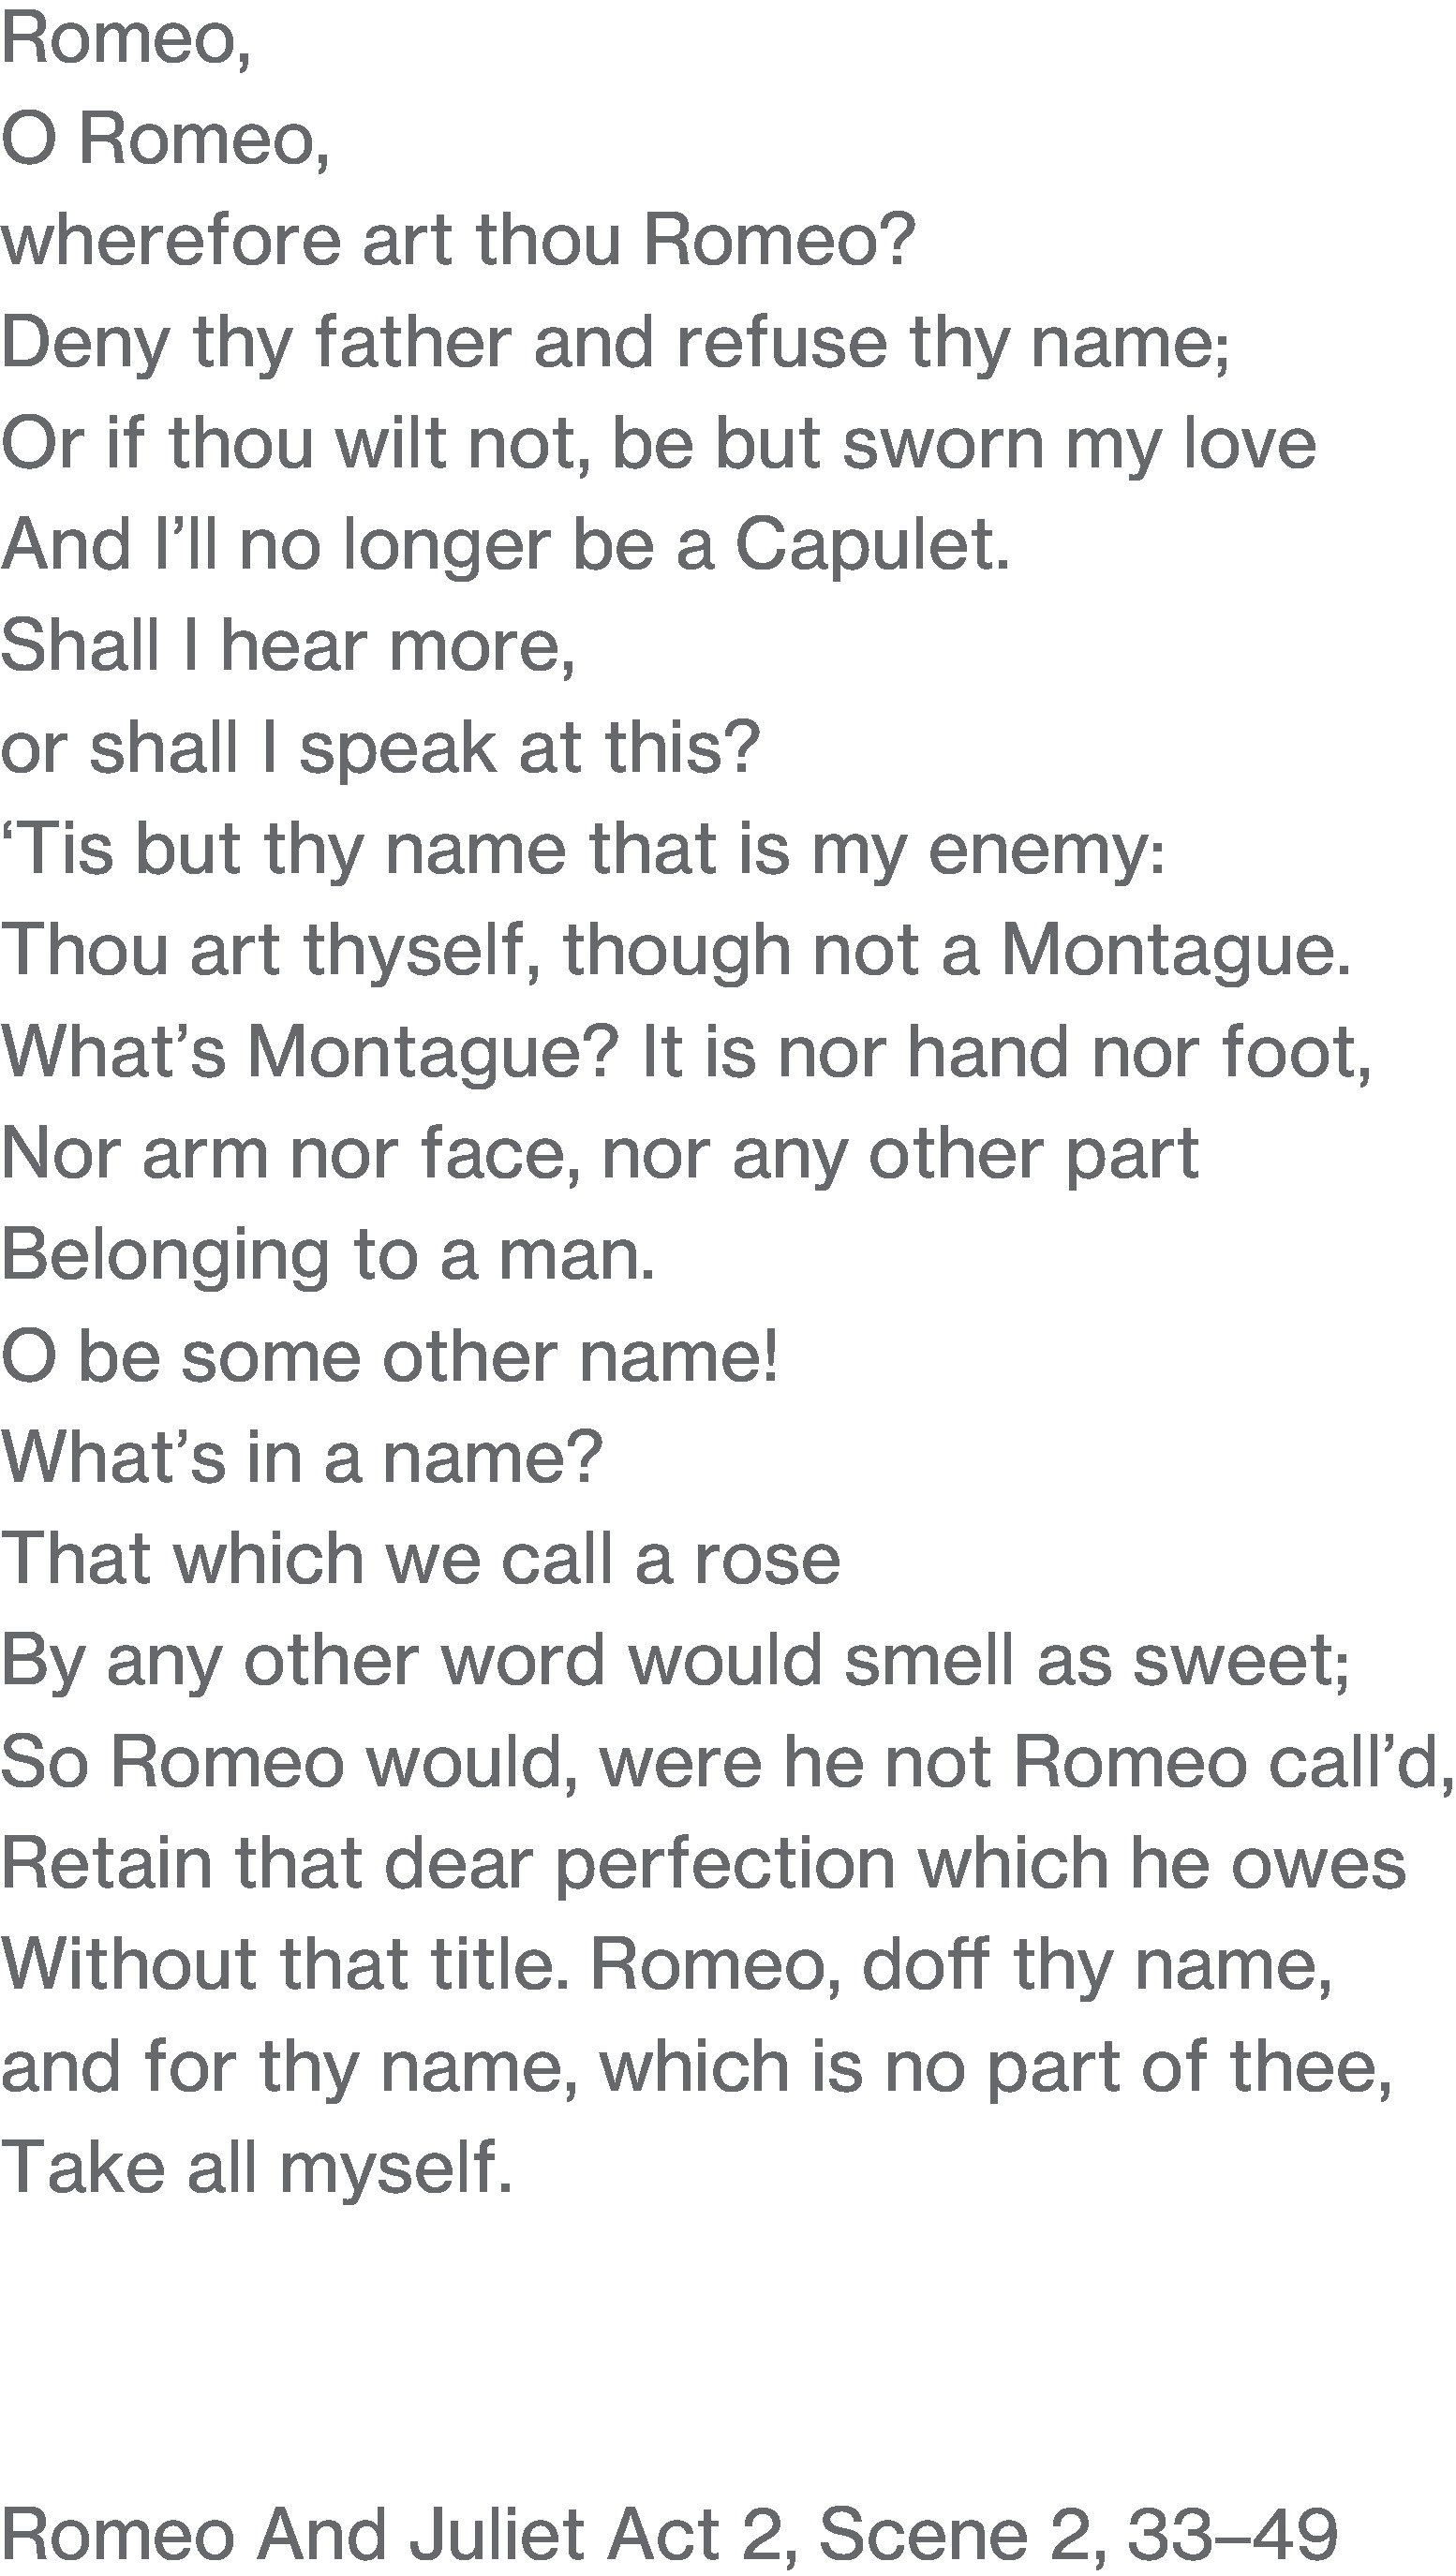 Romeo,
O Romeo,
wherefore art thou Romeo?
Deny thy father and refuse thy name;
Or if thou wilt not, be but sworn my love
And I’ll no longer be a Capulet.
Shall I hear more,
or shall I speak at this?
‘Tis but thy name that is my enemy:
Thou art thyself, though not a Montague.
What’s Montague? It is nor hand nor foot,
Nor arm nor face, nor any other part
Belonging to a man.
O be some other name!
What’s in a name?
That which we call a rose
By any other word would smell as sweet;
So Romeo would, were he not Romeo call’d,
Retain that dear perfection which he owes
Without that title. Romeo, doff thy name,
and for thy name, which is no part of thee,
Take all myself.
Romeo And Juliet Act 2, Scene 2, 33–49